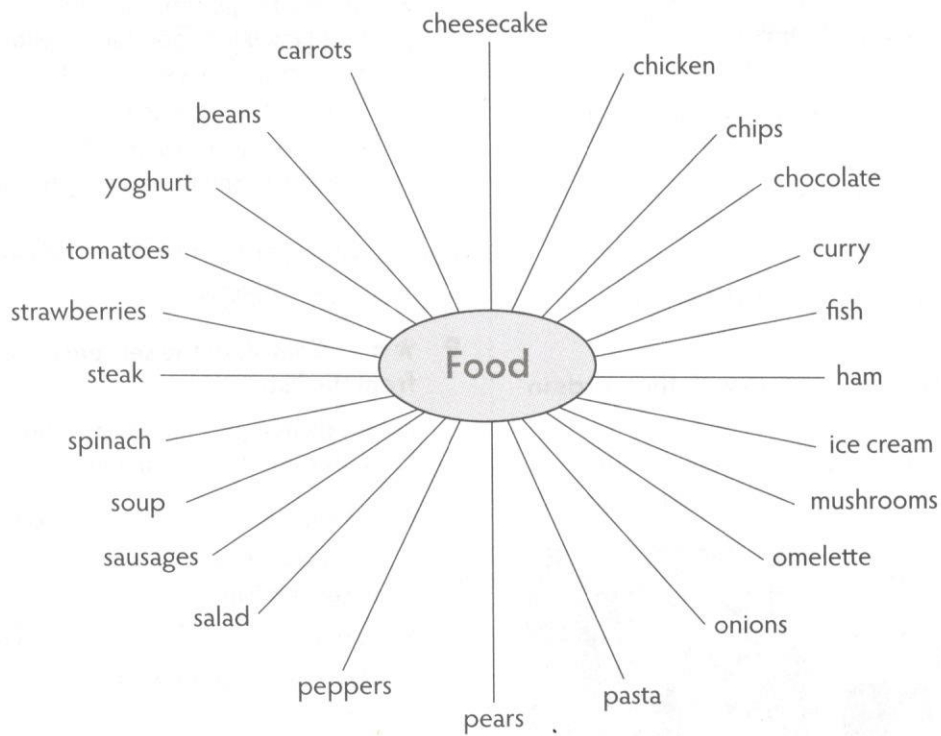 cheesecake
carrots
chicken
beans
chips
yoghurt
chocolate
tomatoes
curry
strawberries
fish
Food
steak
ham
spinach
ice cream
soup
mushrooms
sausages
omelette
salad
onions
peppers
pasta
pears